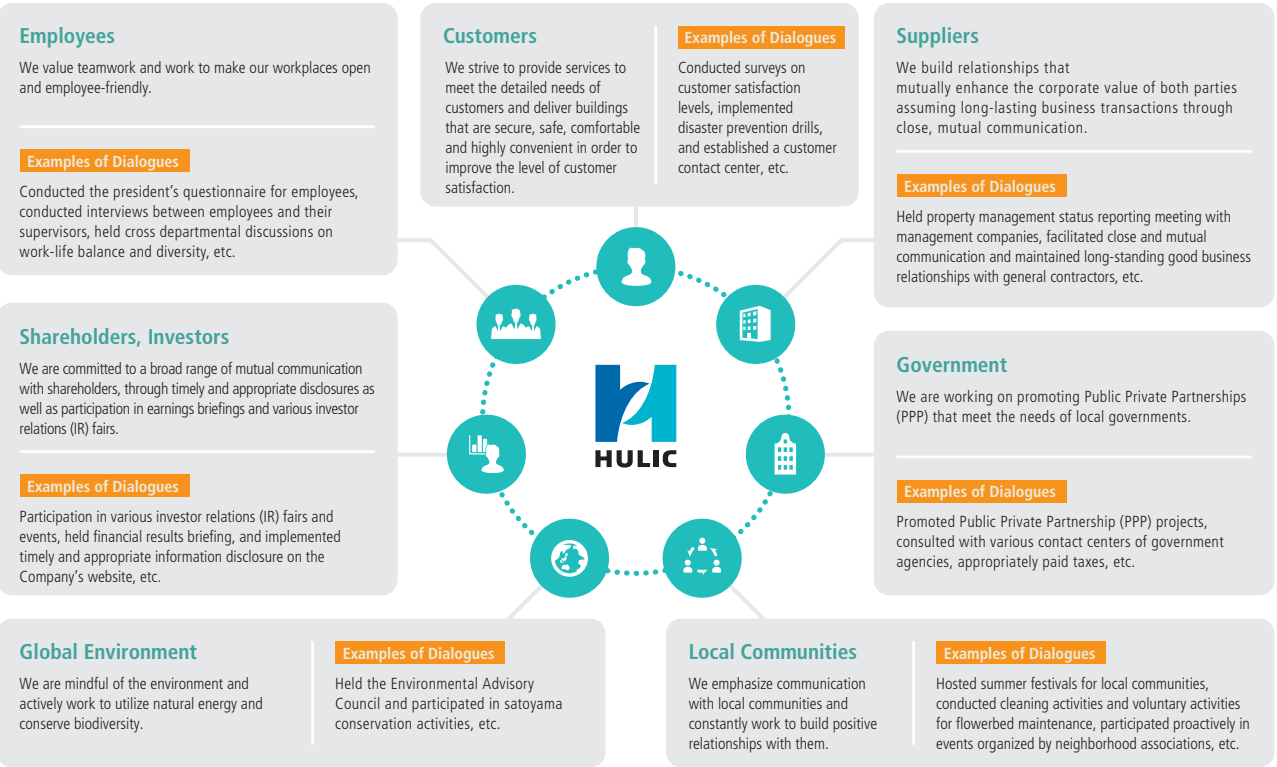 Employees
We value teamwork and work to make our workplaces open
and employee-friendly.
Examples of Dialogues
Conducted the president's questionnaire for employees,
conducted interviews between employees and their
supervisors, held cross departmental discussions on
work-life balance and diversity, etc.
Customers
We strive to provide services to
meet the detailed needs of
customers and deliver buildings
that are secure, safe, comfortable
and highly convenient in order to
improve the level of customer
satisfaction.
Examples of Dialogues
Conducted surveys on
customer satisfaction
levels, implemented
disaster prevention drills,
and established a customer
contact center, etc.
Suppliers
We build relationships that
mutually enhance the corporate value of both parties
assuming long-lasting business transactions through
close, mutual communication.
Examples of Dialogues
Held property management status reporting meeting with
management companies, facilitated close and mutual
communication and maintained long-standing good business
relationships with general contractors, etc.
Shareholders, Investors
We are committed to a broad range of mutual communication
with shareholders, through timely and appropriate disclosures as
well as participation in earnings briefings and various investor
relations (IR) fairs.
Examples of Dialogues
Participation in various investor relations (IR) fairs and
events, held financial results briefing, and implemented
timely and appropriate information disclosure on the
Company's website, etc.
HULIC
Government
We are working on promoting Public Private Partnerships
(PPP) that meet the needs of local governments.
Examples of Dialogues
Promoted Public Private Partnership (PPP) projects,
consulted with various contact centers of government
agencies, appropriately paid taxes, etc.
Global Environment
We are mindful of the environment and
actively work to utilize natural energy and
conserve biodiversity.
Examples of Dialogues
Held the Environmental Advisory
Council and participated in satoyama
conservation activities, etc.
Local Communities
We emphasize communication
with local communities and
constantly work to build positive
relationships with them.
Examples of Dialogues
Hosted summer festivals for local communities,
conducted cleaning activities and voluntary activities
for flowerbed maintenance, participated proactively in
events organized by neighborhood associations, etc.